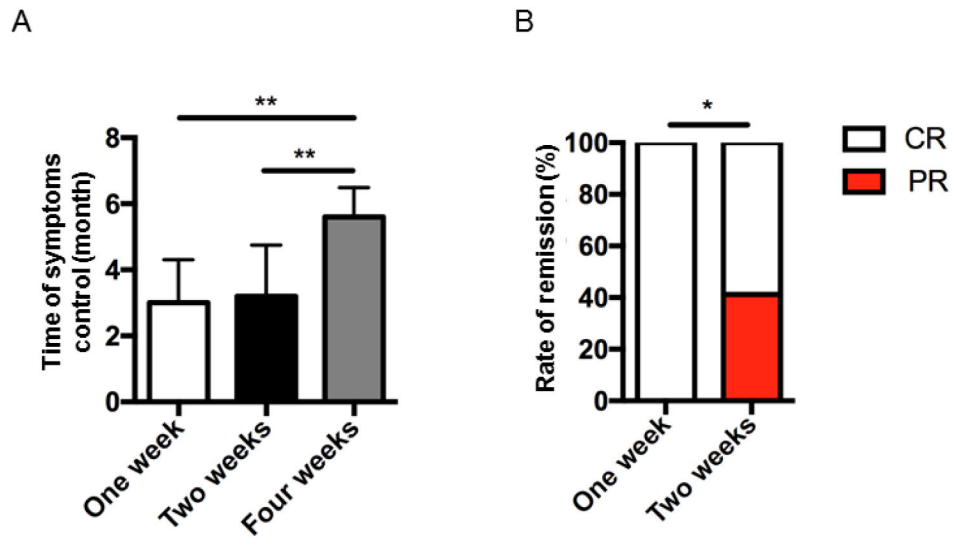 A
B
**
**
8
6
4
2
0
Time of symptoms
control (month)
One week
Two weeks
Four weeks
*
100
80
60
40
20
0
Rate of remission (%)
One week
Two weeks
CR
PR